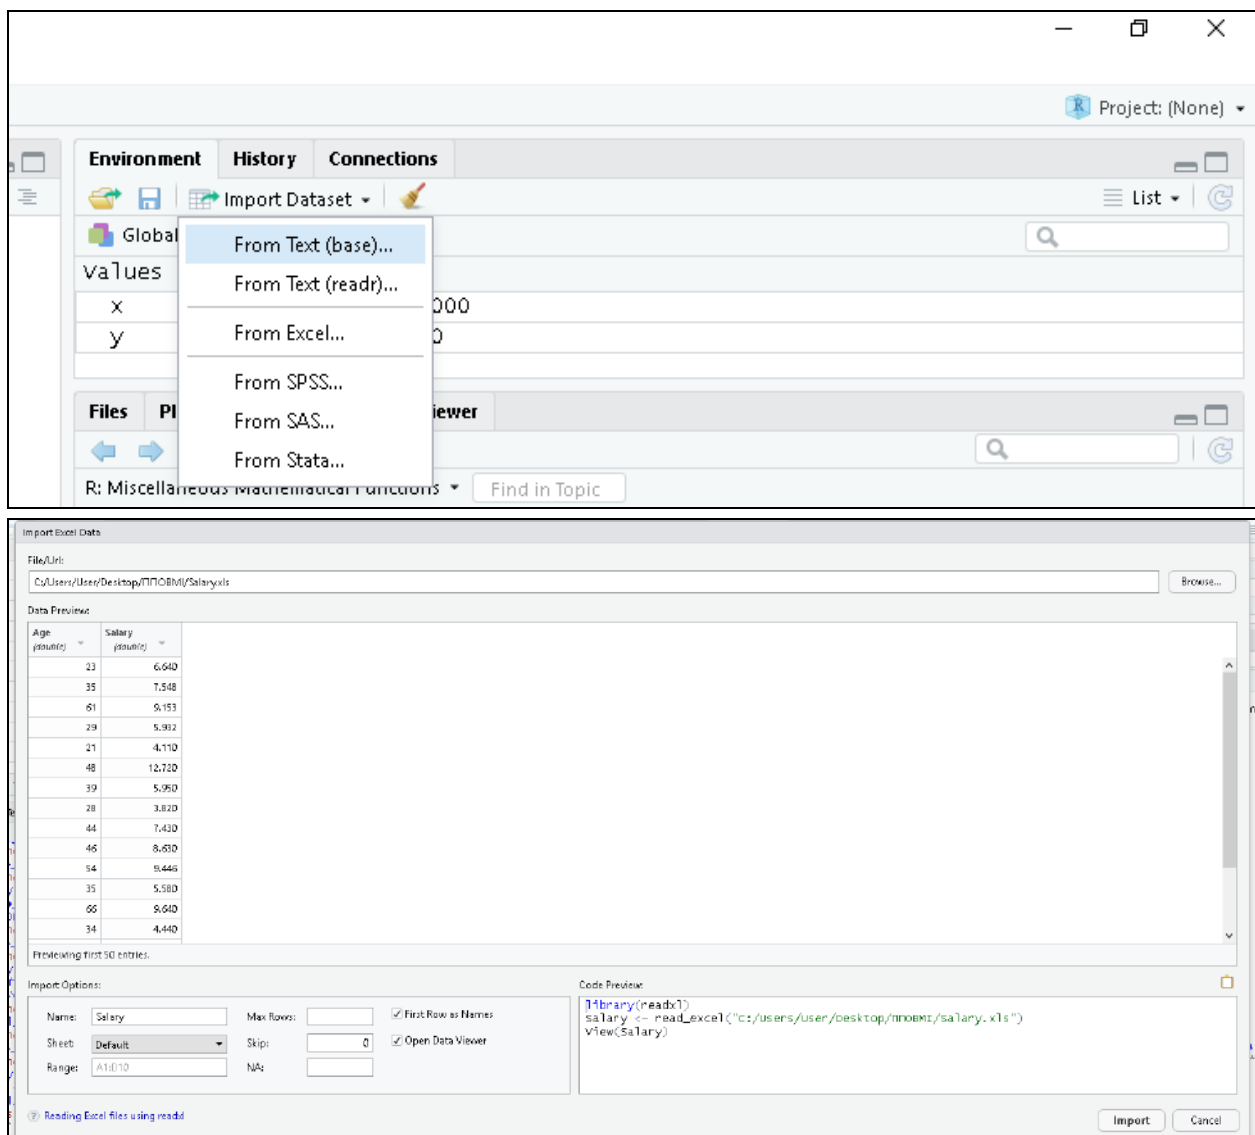 Project: (None)
Environment History Connections
Import Dataset
List
Global
From Text (base)...
Values
From Text (readr)...
x 000
From Excel...
y 0
From SPSS...
Files Pl iewer
From SAS...
From Stata...
R: Miscellaneous Mathematical Functions Find in Topic
Import Excel Data
File/Url:
C:/Users/User/Desktop/ППОВМІ/Salary.xls Browse...
Data Preview:
Age Salary
(double) (double)
23 6.640
35 7.548
61 9.153
29 5.932
21 4.110
48 12.720
39 5.950
28 3.820
44 7.430
46 8.630
54 9.446
35 5.580
66 9.640
34 4.440
Previewing first 50 entries.
Import Options: Code Preview:
Name: Salary Max Rows: First Row as Names
Sheet: Default Skip: 0 Open Data Viewer
Range: A1:D10 NA:
library(readxl)
Salary <- read_excel("C:/Users/User/Desktop/ППОВМІ/Salary.xls")
View(Salary)
? Reading Excel files using readxl
Import Cancel